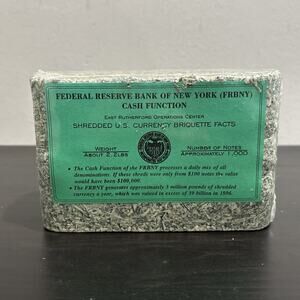 FEDERAL RESERVE BANK OF NEW YORK (FRBNY)
CASH FUNCTION
EAST RUTHERFORD OPERATIONS CENTER
SHREDDED U.S. CURRENCY BRIQUETTE FACTS
WEIGHT
ABOUT 2.2LBS
NUMBER OF NOTES
APPROXIMATELY 1,000
• The Cash Function of the FRBNY processes a daily mix of all
denominations. If these shreds were only from $100 notes the value
would have been $100,000.
• The FRBNY generates approximately 3 million pounds of shredded
currency a year, which was valued in excess of 39 billion in 1996.